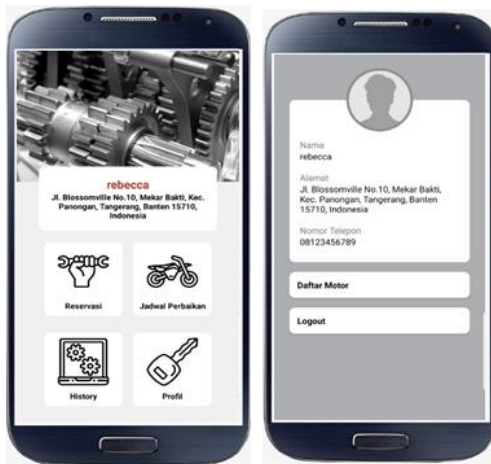 rebecca
Jl. Blossomville No.10, Mekar Bakti, Kec.
Panongan, Tangerang, Banten 15710,
Indonesia
Reservasi
Jadwal Perbaikan
History
Profil
Nama
rebecca
Alamat
Jl. Blossomville No.10, Mekar Bakti,
Kec. Panongan, Tangerang, Banten
15710, Indonesia
Nomor Telepon
08123456789
Daftar Motor
Logout